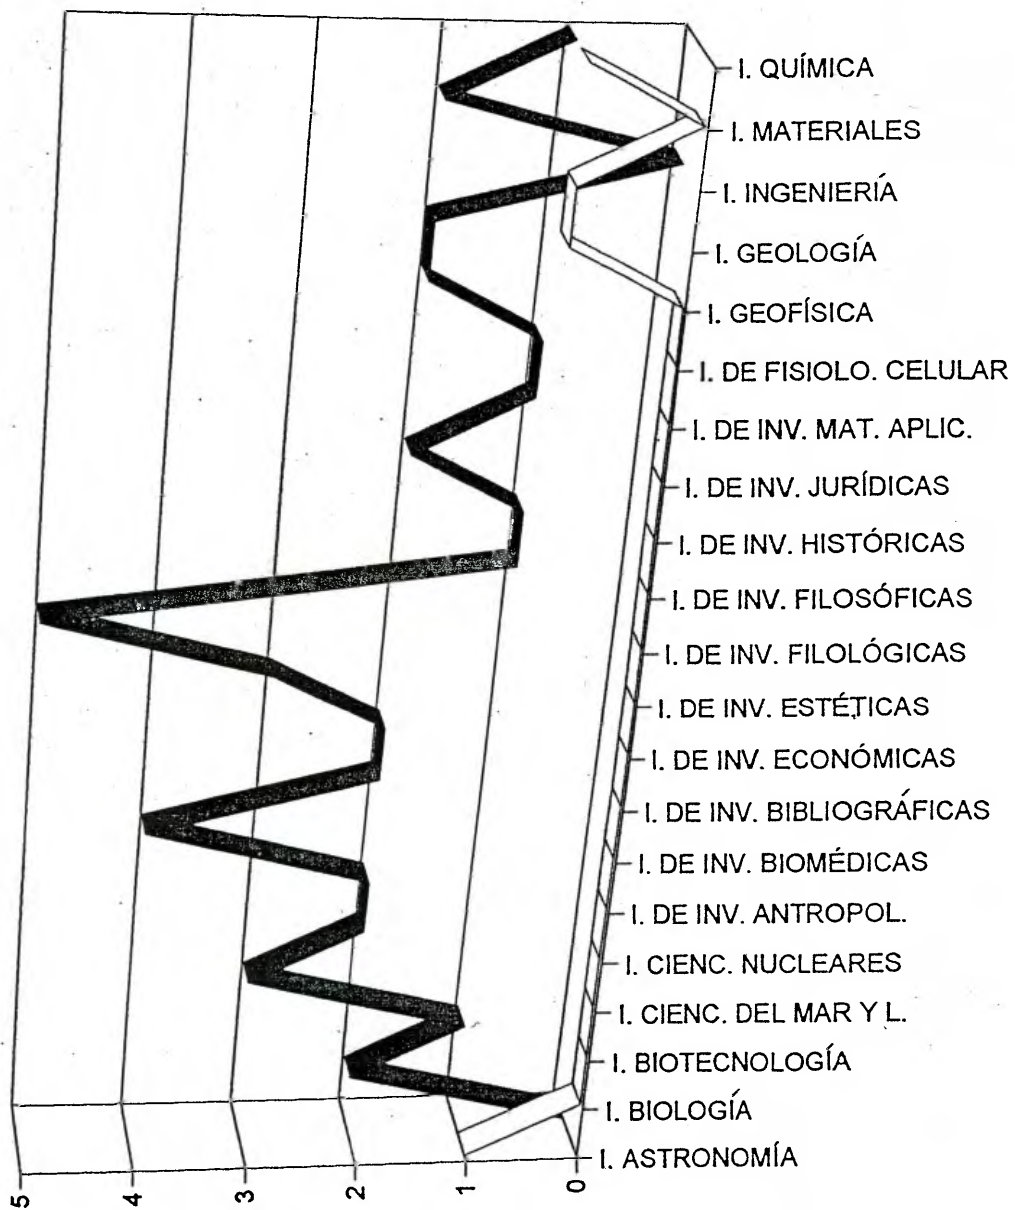 I. QUÍMICA
I. MATERIALES
I. INGENIERÍA
I. GEOLOGÍA
I. GEOFÍSICA
I. DE FISIOLO. CELULAR
I. DE INV. MAT. APLIC.
I. DE INV. JURÍDICAS
I. DE INV. HISTÓRICAS
I. DE INV. FILOSÓFICAS
I. DE INV. FILOLÓGICAS
I. DE INV. ESTÉTICAS
I. DE INV. ECONÓMICAS
I. DE INV. BIBLIOGRÁFICAS
I. DE INV. BIOMÉDICAS
I. DE INV. ANTROPOL.
I. CIENC. NUCLEARES
I. CIENC. DEL MAR Y L.
I. BIOTECNOLOGÍA
I. BIOLOGÍA
I. ASTRONOMÍA
5
4
3
2
1
0